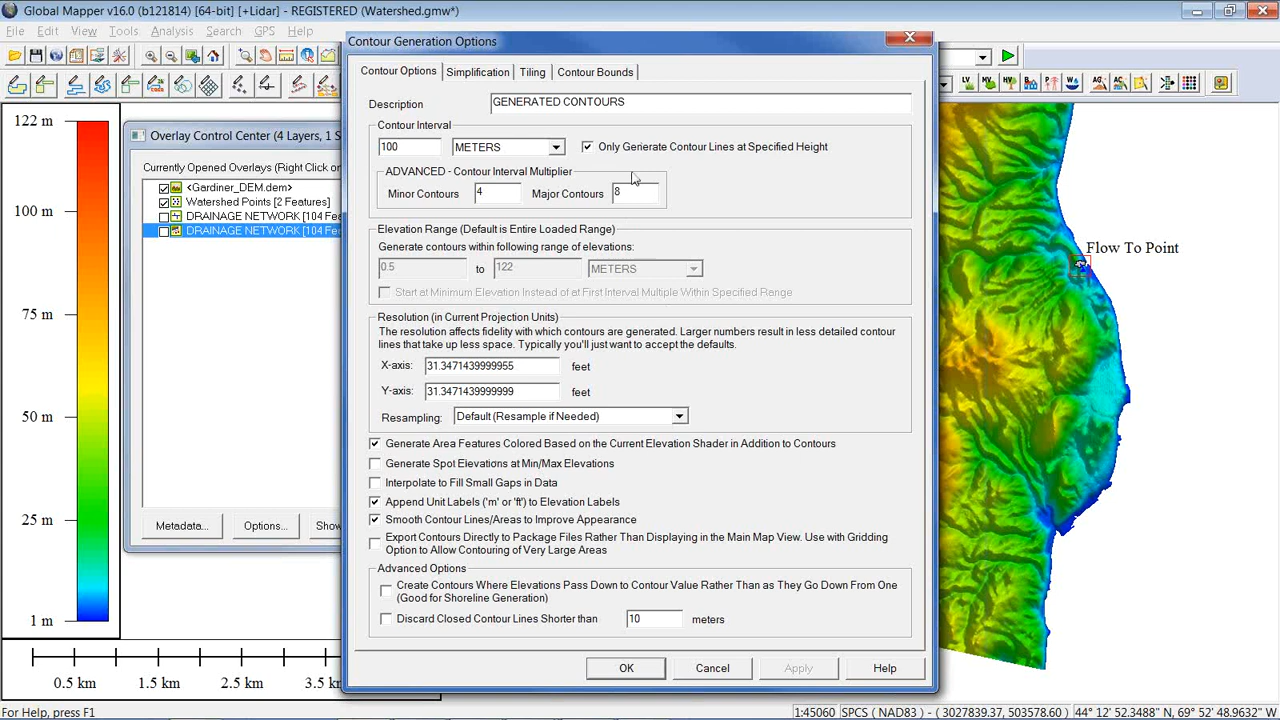 Global Mapper v16.0 (b121814) [64-bit] [+Lidar] - REGISTERED (Watershed.gmw*)
File Edit View Tools Analysis Search GPS Help
Contour Generation Options
Contour Options Simplification Tiling Contour Bounds
Description GENERATED CONTOURS
Contour Interval
100 METERS Only Generate Contour Lines at Specified Height
ADVANCED - Contour Interval Multiplier
Minor Contours 4 Major Contours 8
Elevation Range (Default is Entire Loaded Range)
Generate contours within following range of elevations:
0.5 to 122 METERS
Start at Minimum Elevation Instead of at First Interval Multiple Within Specified Range
Resolution (in Current Projection Units)
The resolution affects fidelity with which contours are generated. Larger numbers result in less detailed contour
lines that take up less space. Typically you'll just want to accept the defaults.
X-axis: 31.3471439999955 feet
Y-axis: 31.3471439999999 feet
Resampling: Default (Resample if Needed)
Generate Area Features Colored Based on the Current Elevation Shader in Addition to Contours
Generate Spot Elevations at Min/Max Elevations
Interpolate to Fill Small Gaps in Data
Append Unit Labels ('m' or 'ft') to Elevation Labels
Smooth Contour Lines/Areas to Improve Appearance
Export Contours Directly to Package Files Rather Than Displaying in the Main Map View. Use with Gridding
Option to Allow Contouring of Very Large Areas
Advanced Options
Create Contours Where Elevations Pass Down to Contour Value Rather Than as They Go Down From One
(Good for Shoreline Generation)
Discard Closed Contour Lines Shorter than 10 meters
OK Cancel Apply Help
Overlay Control Center (4 Layers, 1 S
Currently Opened Overlays (Right Click on
<Gardiner_DEM.dem>
Watershed Points [2 Features]
DRAINAGE NETWORK [104 Fe
DRAINAGE NETWORK [104 Fe
Metadata... Options... Show
122 m
100 m
75 m
50 m
25 m
1 m
0.5 km 1.5 km 2.5 km 3.5 k
Flow To Point
LV MV HV
For Help, press F1
1:45060 SPCS (NAD83) - ( 3027839.37, 503578.60 ) 44° 12' 52.3488" N, 69° 52' 48.9632" W